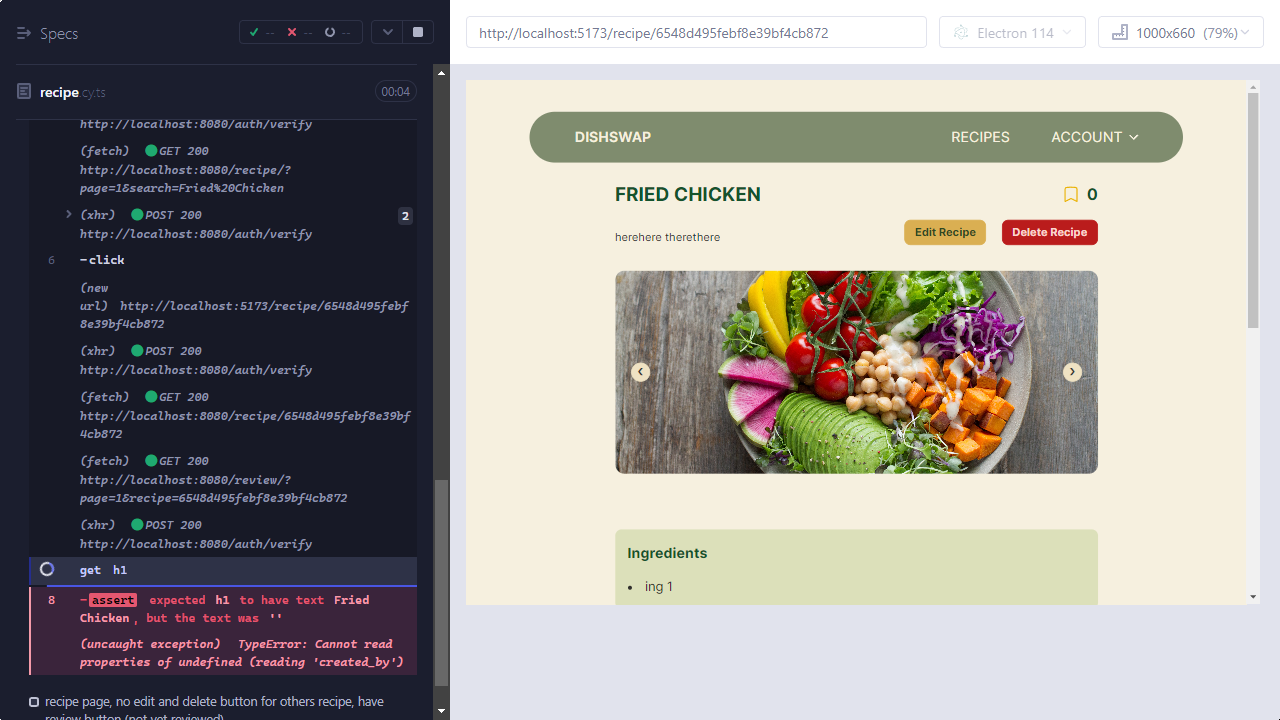 Specs
-- -- --
recipe.cy.ts
00:04
http://localhost:8080/auth/verify
(fetch) GET 200
http://localhost:8080/recipe/?
page=1&search=Fried%20Chicken
(xhr) POST 200
2
http://localhost:8080/auth/verify
6 -click
(new
url) http://localhost:5173/recipe/6548d495febf
8e39bf4cb872
(xhr) POST 200
http://localhost:8080/auth/verify
(fetch) GET 200
http://localhost:8080/recipe/6548d495febf8e39bf
4cb872
(fetch) GET 200
http://localhost:8080/review/?
page=1&recipe=6548d495febf8e39bf4cb872
(xhr) POST 200
http://localhost:8080/auth/verify
get h1
8 -assert expected h1 to have text Fried
Chicken, but the text was ''
(uncaught exception) TypeError: Cannot read
properties of undefined (reading 'created_by')
recipe page, no edit and delete button for others recipe, have
review button (not yet reviewed)
http://localhost:5173/recipe/6548d495febf8e39bf4cb872
Electron 114
1000x660 (79%)
DISHSWAP
RECIPES
ACCOUNT
FRIED CHICKEN
0
herehere therethere
Edit Recipe
Delete Recipe
Ingredients
• ing 1